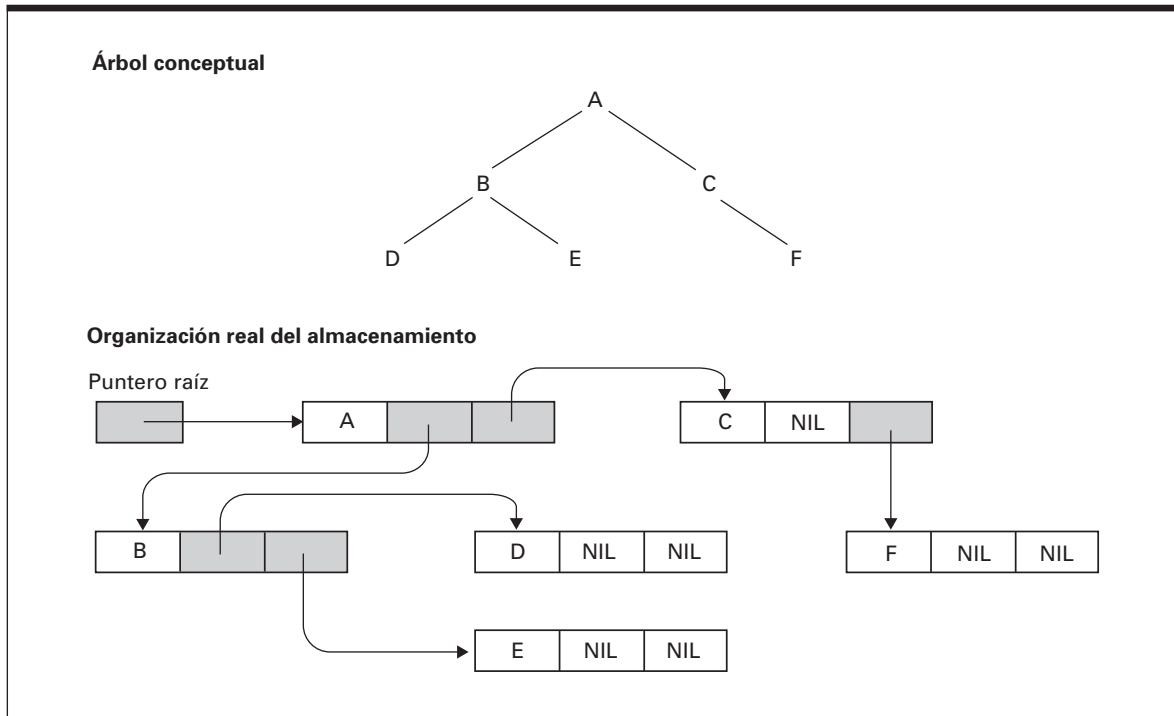 Árbol conceptual
A
B C
D E F
Organización real del almacenamiento
Puntero raíz
A C NIL
B D NIL NIL F NIL NIL
E NIL NIL